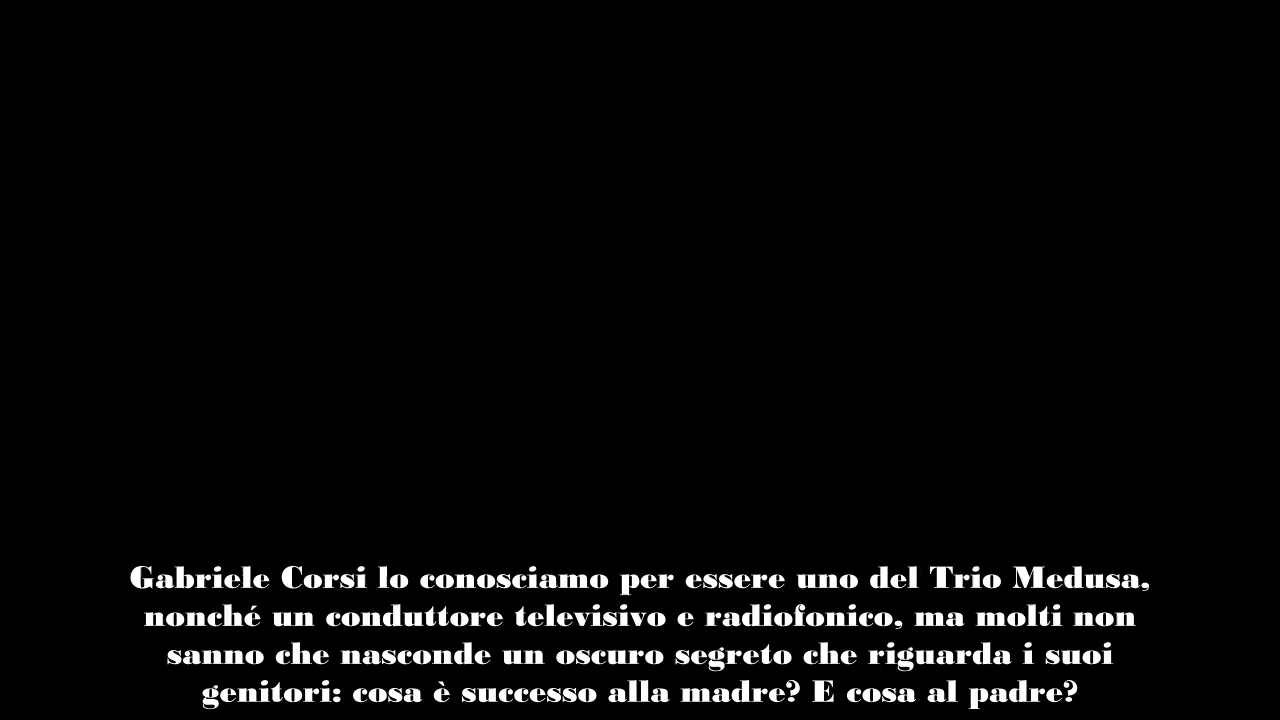 Gabriele Corsi lo conosciamo per essere uno del Trio Medusa,
nonché un conduttore televisivo e radiofonico, ma molti non
sanno che nasconde un oscuro segreto che riguarda i suoi
genitori: cosa è successo alla madre? E cosa al padre?